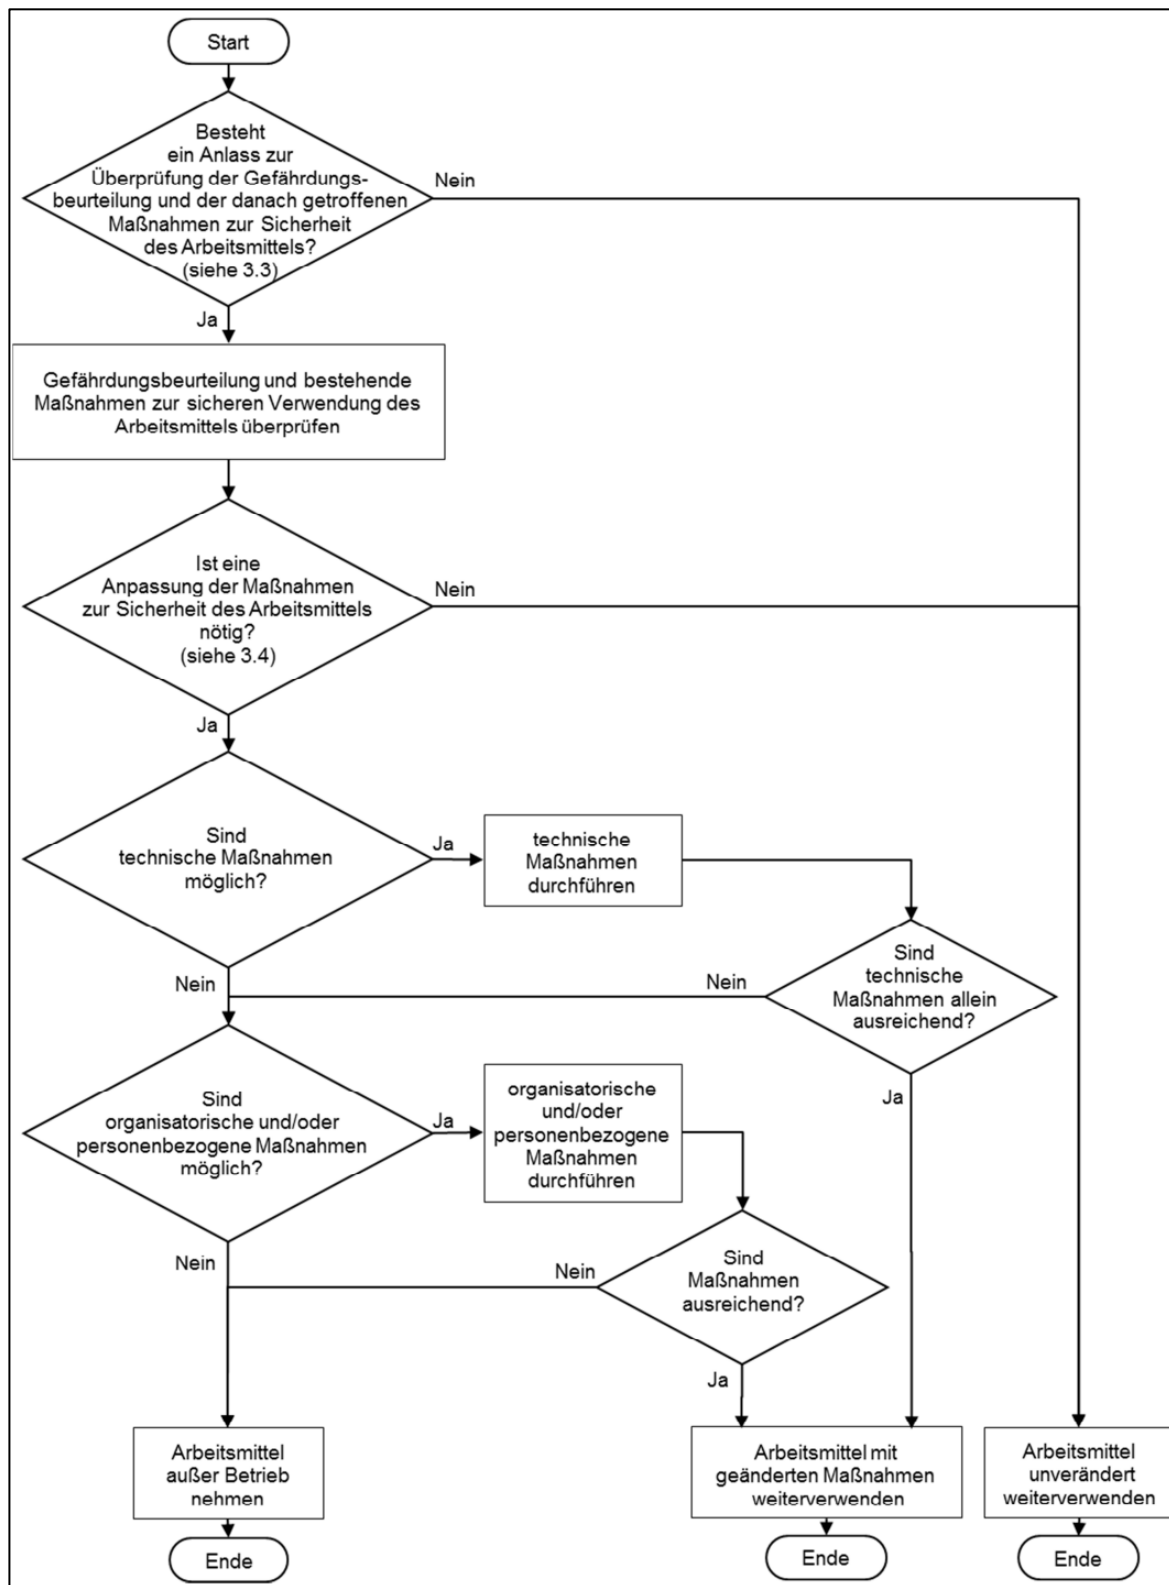 Start
Besteht
ein Anlass zur
Überprüfung der Gefährdungs-
beurteilung und der danach getroffenen
Maßnahmen zur Sicherheit
des Arbeitsmittels?
(siehe 3.3)
Nein
Ja
Gefährdungsbeurteilung und bestehende
Maßnahmen zur sicheren Verwendung des
Arbeitsmittels überprüfen
Ist eine
Anpassung der Maßnahmen
zur Sicherheit des Arbeitsmittels
nötig?
(siehe 3.4)
Nein
Ja
Sind
technische Maßnahmen
möglich?
Ja
technische
Maßnahmen
durchführen
Nein
Sind
technische
Maßnahmen allein
ausreichend?
Nein
Ja
Sind
organisatorische und/oder
personenbezogene Maßnahmen
möglich?
Ja
organisatorische
und/oder
personenbezogene
Maßnahmen
durchführen
Nein
Sind
Maßnahmen
ausreichend?
Nein
Ja
Arbeitsmittel
außer Betrieb
nehmen
Arbeitsmittel mit
geänderten Maßnahmen
weiterverwenden
Arbeitsmittel
unverändert
weiterverwenden
Ende
Ende
Ende